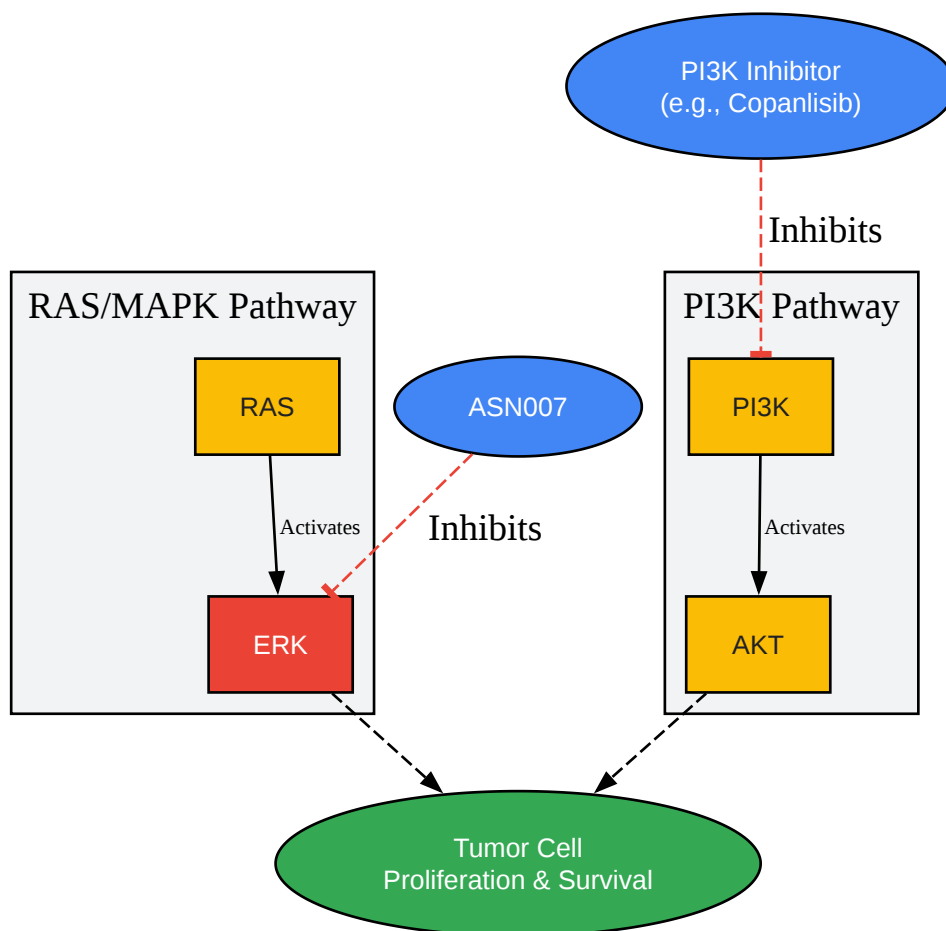 PI3K Inhibitor
(e.g., Copanlisib)
Inhibits
RAS/MAPK Pathway
PI3K Pathway
RAS
ASN007
PI3K
Activates
Inhibits
Activates
ERK
AKT
Tumor Cell
Proliferation & Survival